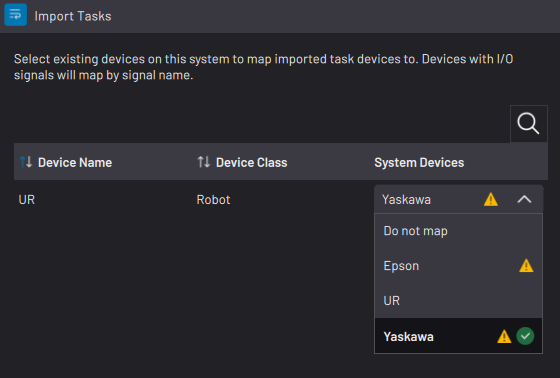 Import Tasks
Select existing devices on this system to map imported task devices to. Devices with I/O
signals will map by signal name.
Device Name Device Class System Devices
UR Robot Yaskawa
Do not map
Epson
UR
Yaskawa